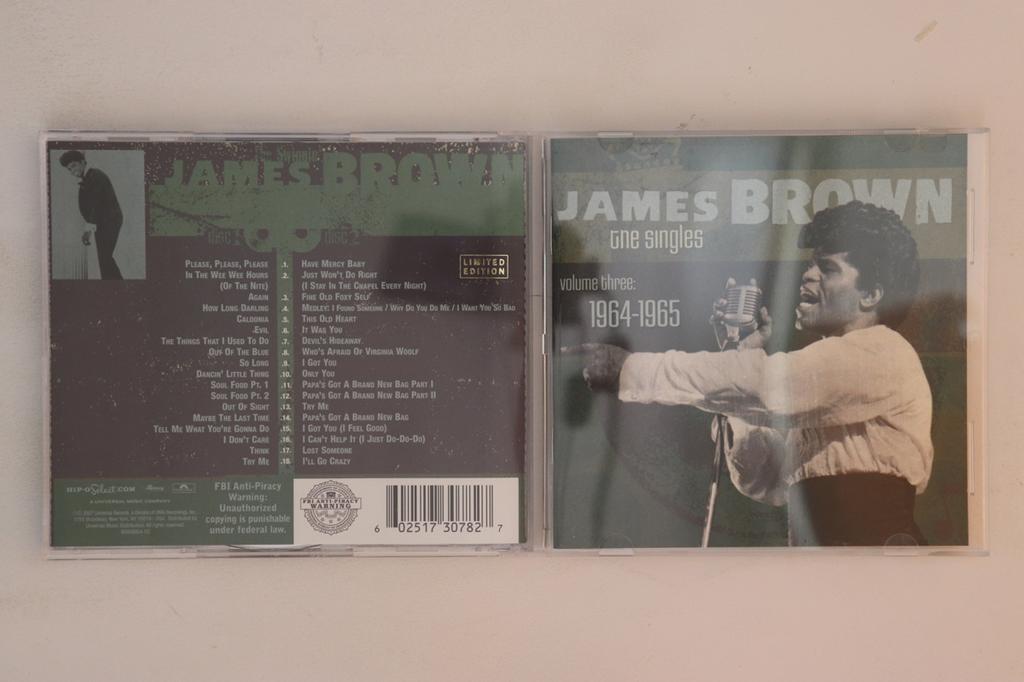 JAMES BROWN
disc 1 disc 2
PLEASE, PLEASE, PLEASE .1. HAVE MERCY BABY
IN THE WEE WEE HOURS .2. JUST WON'T DO RIGHT
(OF THE NITE) (I STAY IN THE CHAPEL EVERY NIGHT)
AGAIN .3. FINE OLD FOXY SELF
HOW LONG DARLING .4. MEDLEY: I FOUND SOMEONE / WHY DO YOU DO ME / I WANT YOU SO BAD
CALDONIA .5. THIS OLD HEART
EVIL .6. IT WAS YOU
THE THINGS THAT I USED TO DO .7. DEVIL'S HIDEAWAY
OUT OF THE BLUE .8. WHO'S AFRAID OF VIRGINIA WOOLF
SO LONG .9. I GOT YOU
DANCIN' LITTLE THING .10. ONLY YOU
SOUL FOOD PT. 1 .11. PAPA'S GOT A BRAND NEW BAG PART I
SOUL FOOD PT. 2 .12. PAPA'S GOT A BRAND NEW BAG PART II
OUT OF SIGHT .13. TRY ME
MAYBE THE LAST TIME .14. PAPA'S GOT A BRAND NEW BAG
TELL ME WHAT YOU'RE GONNA DO .15. I GOT YOU (I FEEL GOOD)
I DON'T CARE .16. I CAN'T HELP IT (I JUST DO-DO-DO)
THINK .17. LOST SOMEONE
TRY ME .18. I'LL GO CRAZY
LIMITED
EDITION
HIP-O Select.COM
A UNIVERSAL MUSIC COMPANY
FBI Anti-Piracy
Warning:
Unauthorized
copying is punishable
under federal law.
FBI ANTI-PIRACY
WARNING
6 02517 30782 7
JAMES BROWN
the singles
volume three:
1964-1965